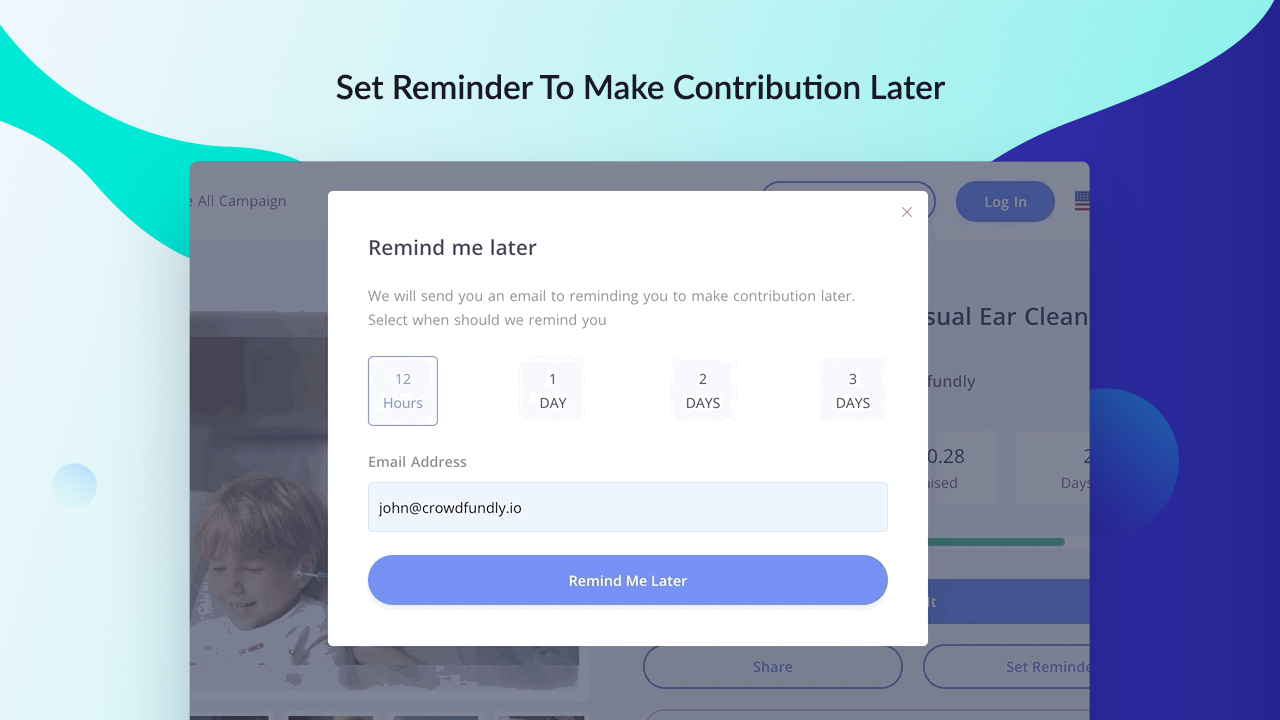 Set Reminder To Make Contribution Later
All Campaign
Log In
Remind me later
We will send you an email to reminding you to make contribution later.
Select when should we remind you
12
Hours
1
DAY
2
DAYS
3
DAYS
Email Address
john@crowdfundly.io
Remind Me Later
sual Ear Clean
fundly
0.28
ised
2
Days
It
Share
Set Reminde